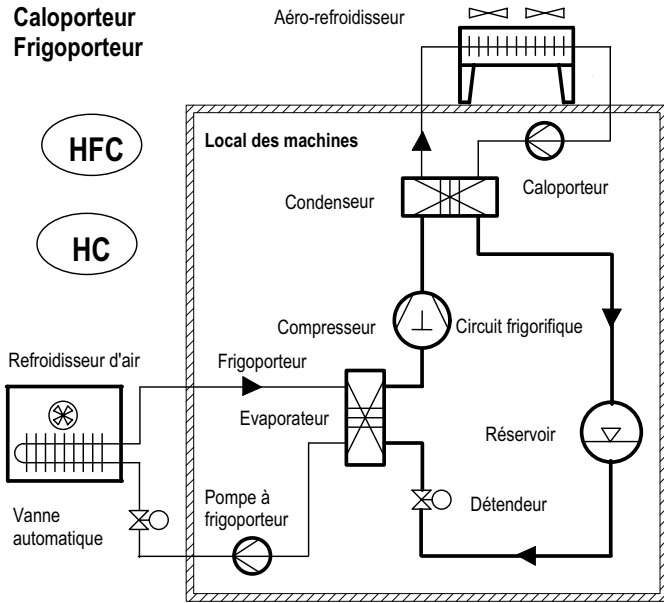 Caloporteur
Frigoporteur
Aéro-refroidisseur
HFC
Local des machines
Caloporteur
Condenseur
HC
Compresseur
Circuit frigorifique
Refroidisseur d'air
Frigoporteur
Evaporateur
Réservoir
Pompe à
frigoporteur
Détendeur
Vanne
automatique